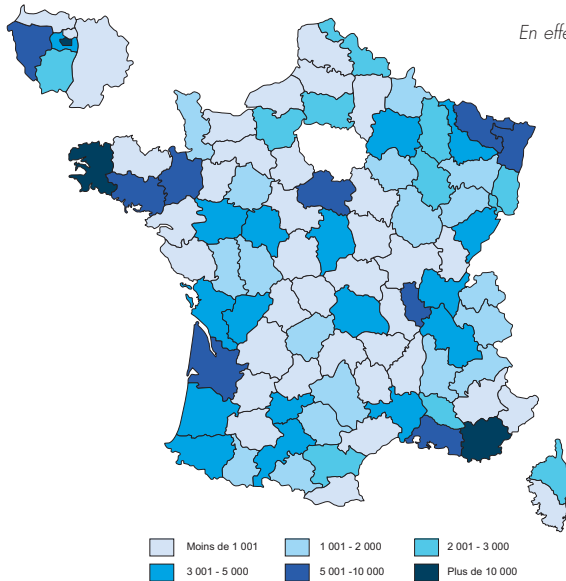 En effe
Moins de 1 001
1 001 - 2 000
2 001 - 3 000
3 001 - 5 000
5 001 -10 000
Plus de 10 000